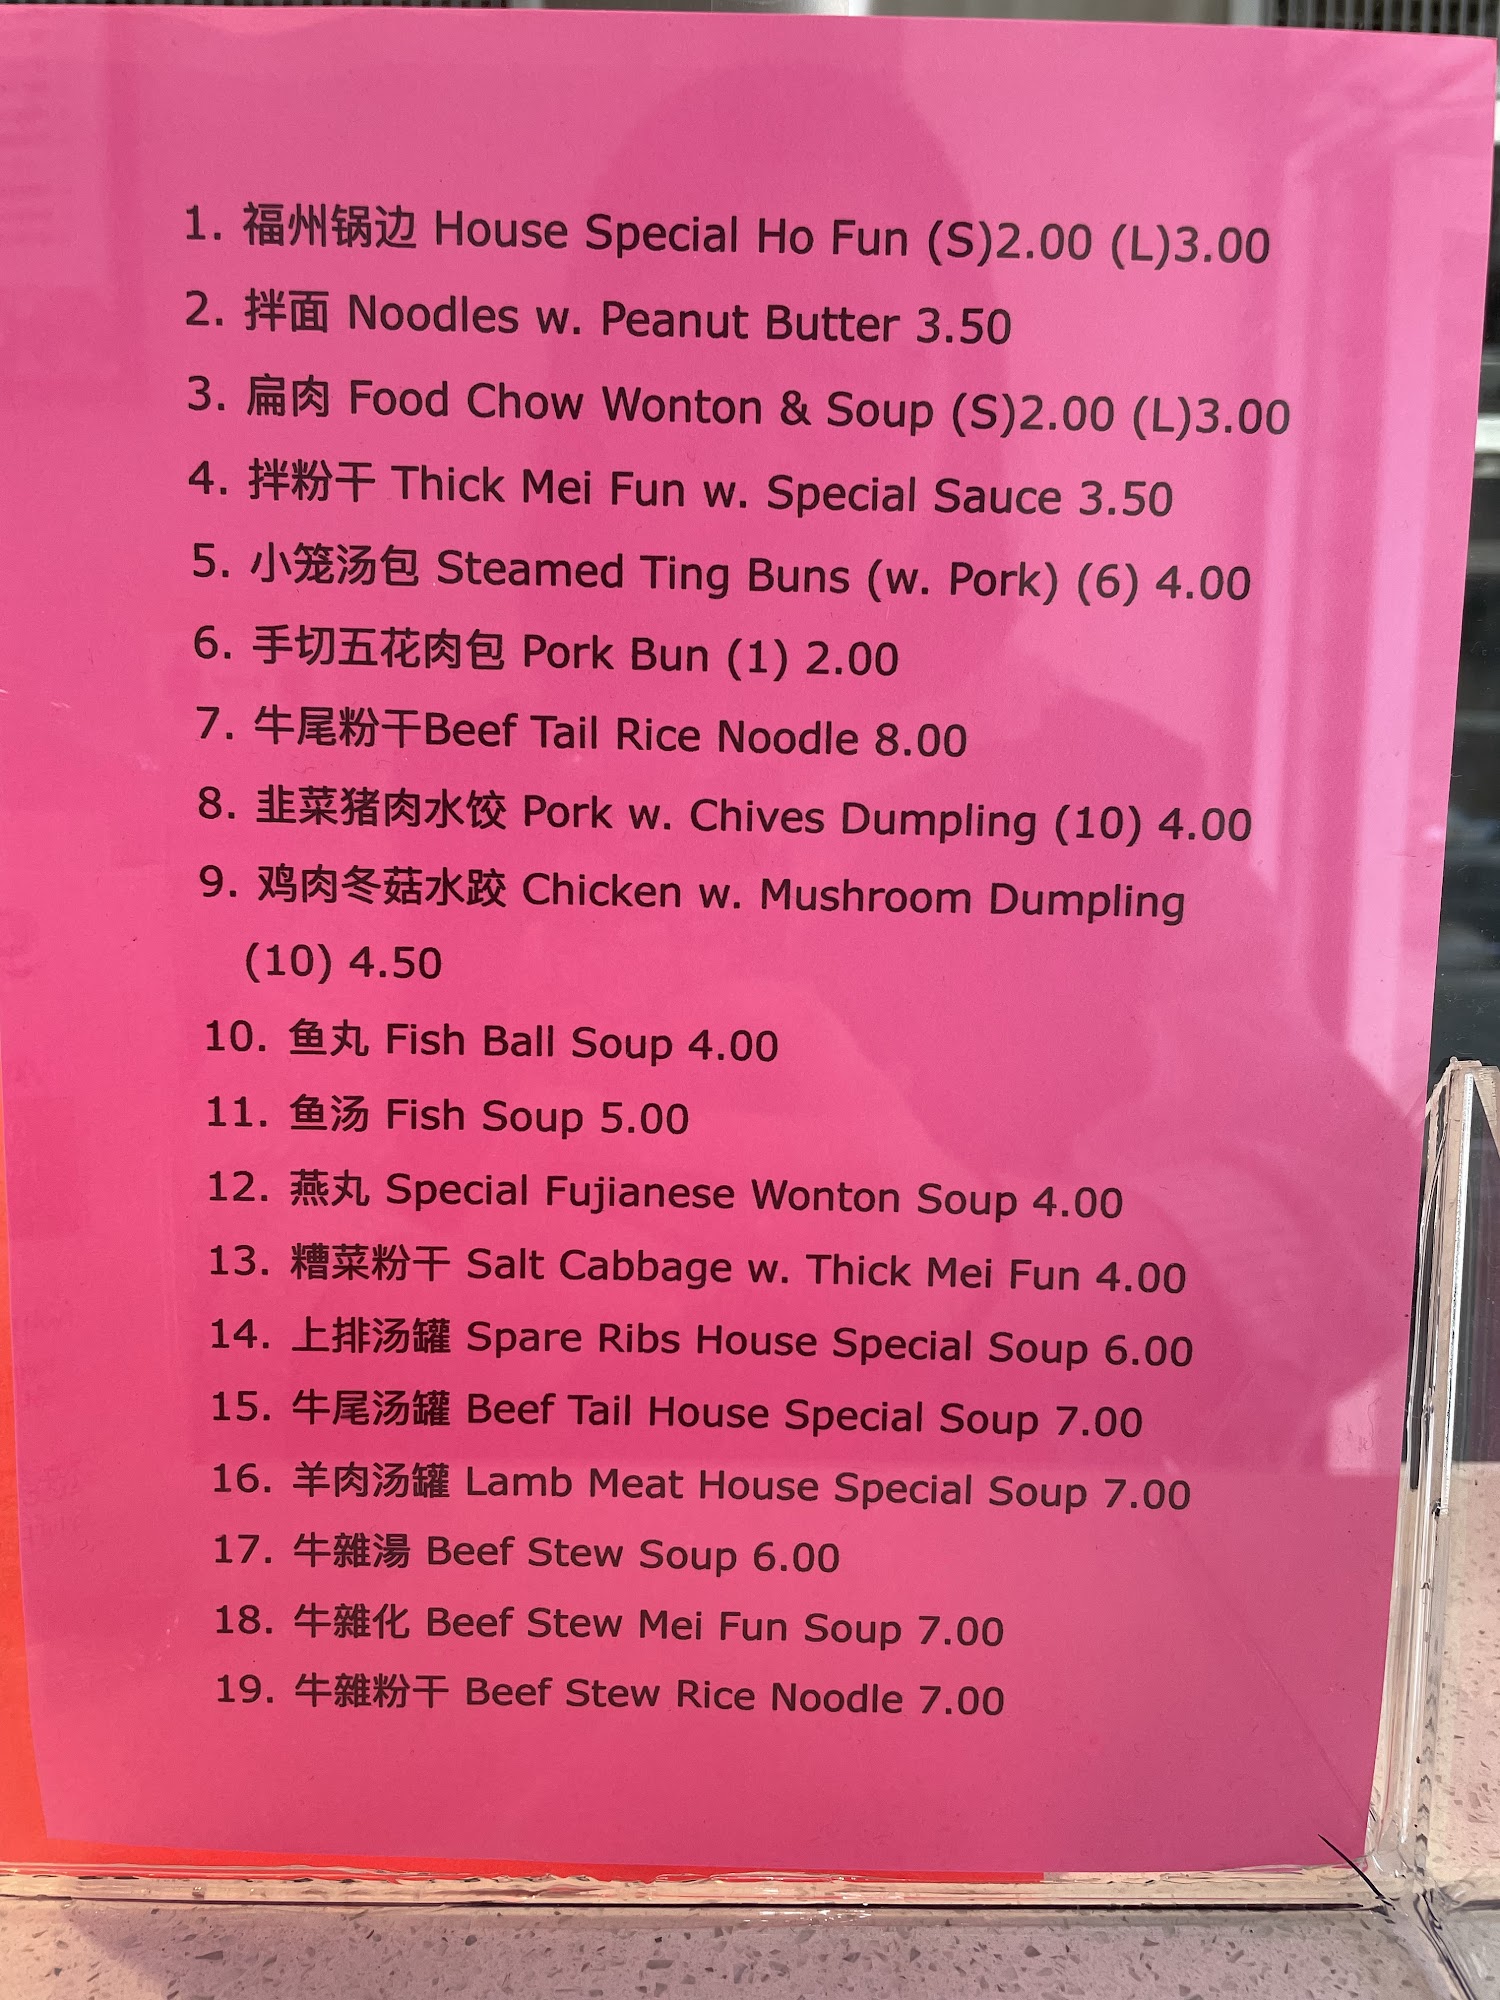 1. 福州锅边 House Special Ho Fun (S)2.00 (L)3.00
2. 拌面 Noodles w. Peanut Butter 3.50
3. 扁肉 Food Chow Wonton & Soup (S)2.00 (L)3.00
4. 拌粉干 Thick Mei Fun w. Special Sauce 3.50
5. 小笼汤包 Steamed Ting Buns (w. Pork) (6) 4.00
6. 手切五花肉包 Pork Bun (1) 2.00
7. 牛尾粉干Beef Tail Rice Noodle 8.00
8. 韭菜猪肉水饺 Pork w. Chives Dumpling (10) 4.00
9. 鸡肉冬菇水跤 Chicken w. Mushroom Dumpling
(10) 4.50
10. 鱼丸 Fish Ball Soup 4.00
11. 鱼汤 Fish Soup 5.00
12. 燕丸 Special Fujianese Wonton Soup 4.00
13. 糟菜粉干 Salt Cabbage w. Thick Mei Fun 4.00
14. 上排汤罐 Spare Ribs House Special Soup 6.00
15. 牛尾汤罐 Beef Tail House Special Soup 7.00
16. 羊肉汤罐 Lamb Meat House Special Soup 7.00
17. 牛雜湯 Beef Stew Soup 6.00
18. 牛雜化 Beef Stew Mei Fun Soup 7.00
19. 牛雜粉干 Beef Stew Rice Noodle 7.00